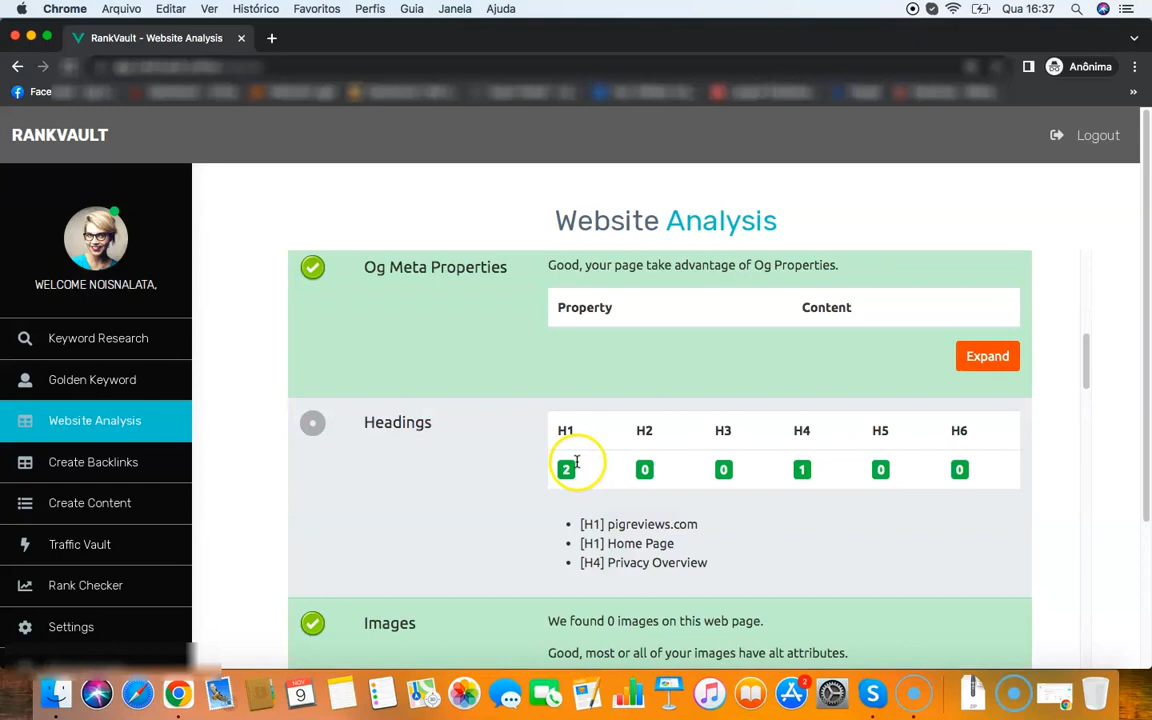 Chrome Arquivo Editar Ver Histórico Favoritos Perfis Guia Janela Ajuda Qua 16:37
RankVault - Website Analysis
Anônima
Face
RANKVAULT
Logout
WELCOME NOISNALATA,
Keyword Research
Golden Keyword
Website Analysis
Create Backlinks
Create Content
Traffic Vault
Rank Checker
Settings
Website Analysis
Og Meta Properties
Good, your page take advantage of Og Properties.
Property Content
Expand
Headings
H1 H2 H3 H4 H5 H6
2 0 0 1 0 0
[H1] pigreviews.com
[H1] Home Page
[H4] Privacy Overview
Images
We found 0 images on this web page.
Good, most or all of your images have alt attributes.
NOV
9
2
ZIP